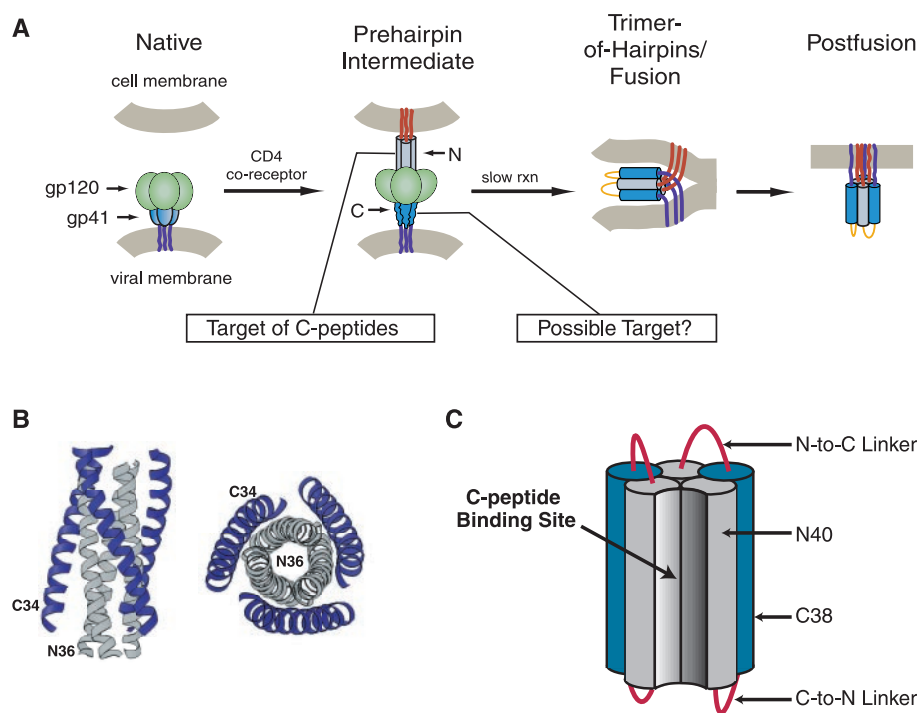 A
Native
Prehairpin
Intermediate
Trimer-
of-Hairpins/
Fusion
Postfusion
cell membrane
CD4
co-receptor
N
slow rxn
gp120
gp41
C
viral membrane
Target of C-peptides
Possible Target?
B
C34
N36
C34
N36
C
N-to-C Linker
C-peptide
Binding Site
N40
C38
C-to-N Linker